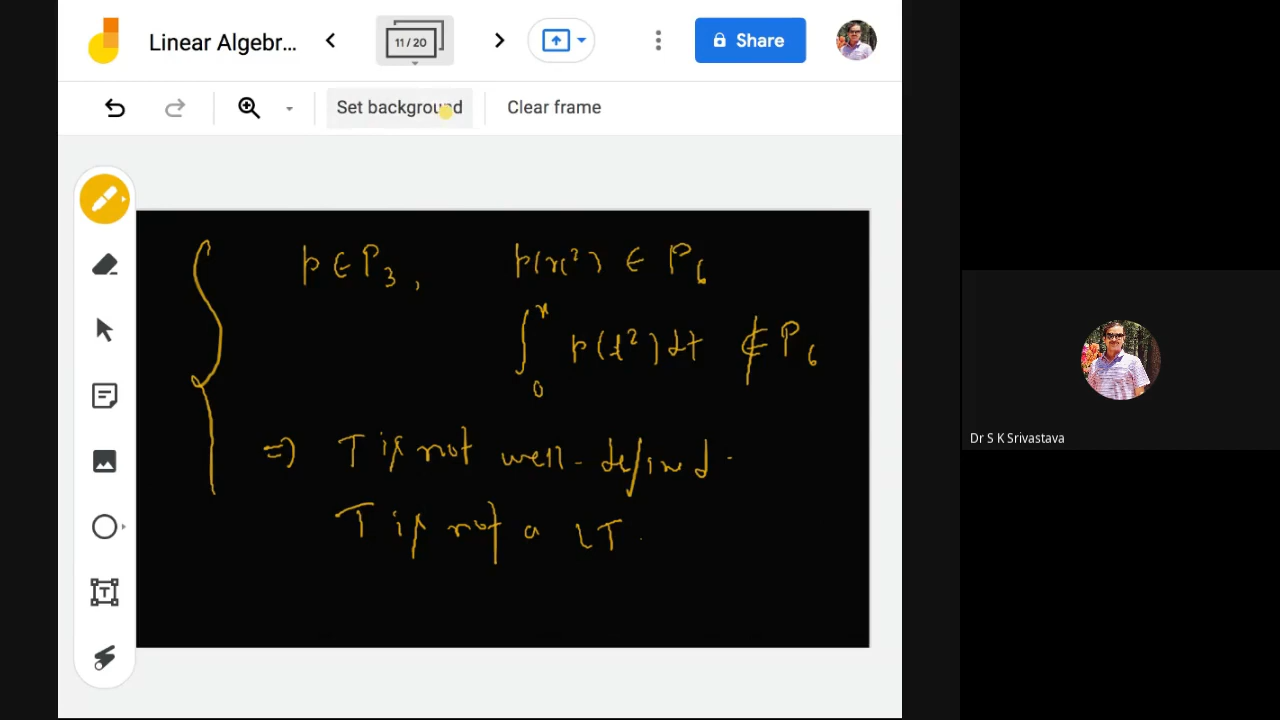 Linear Algebr...
11 / 20
Share
Set background
Clear frame
p ∈ P₃, p(x²) ∈ P₆
∫₀ˣ p(t²) dt ∉ P₆
⇒ T is not well-defined.
T is not a LT.
Dr S K Srivastava